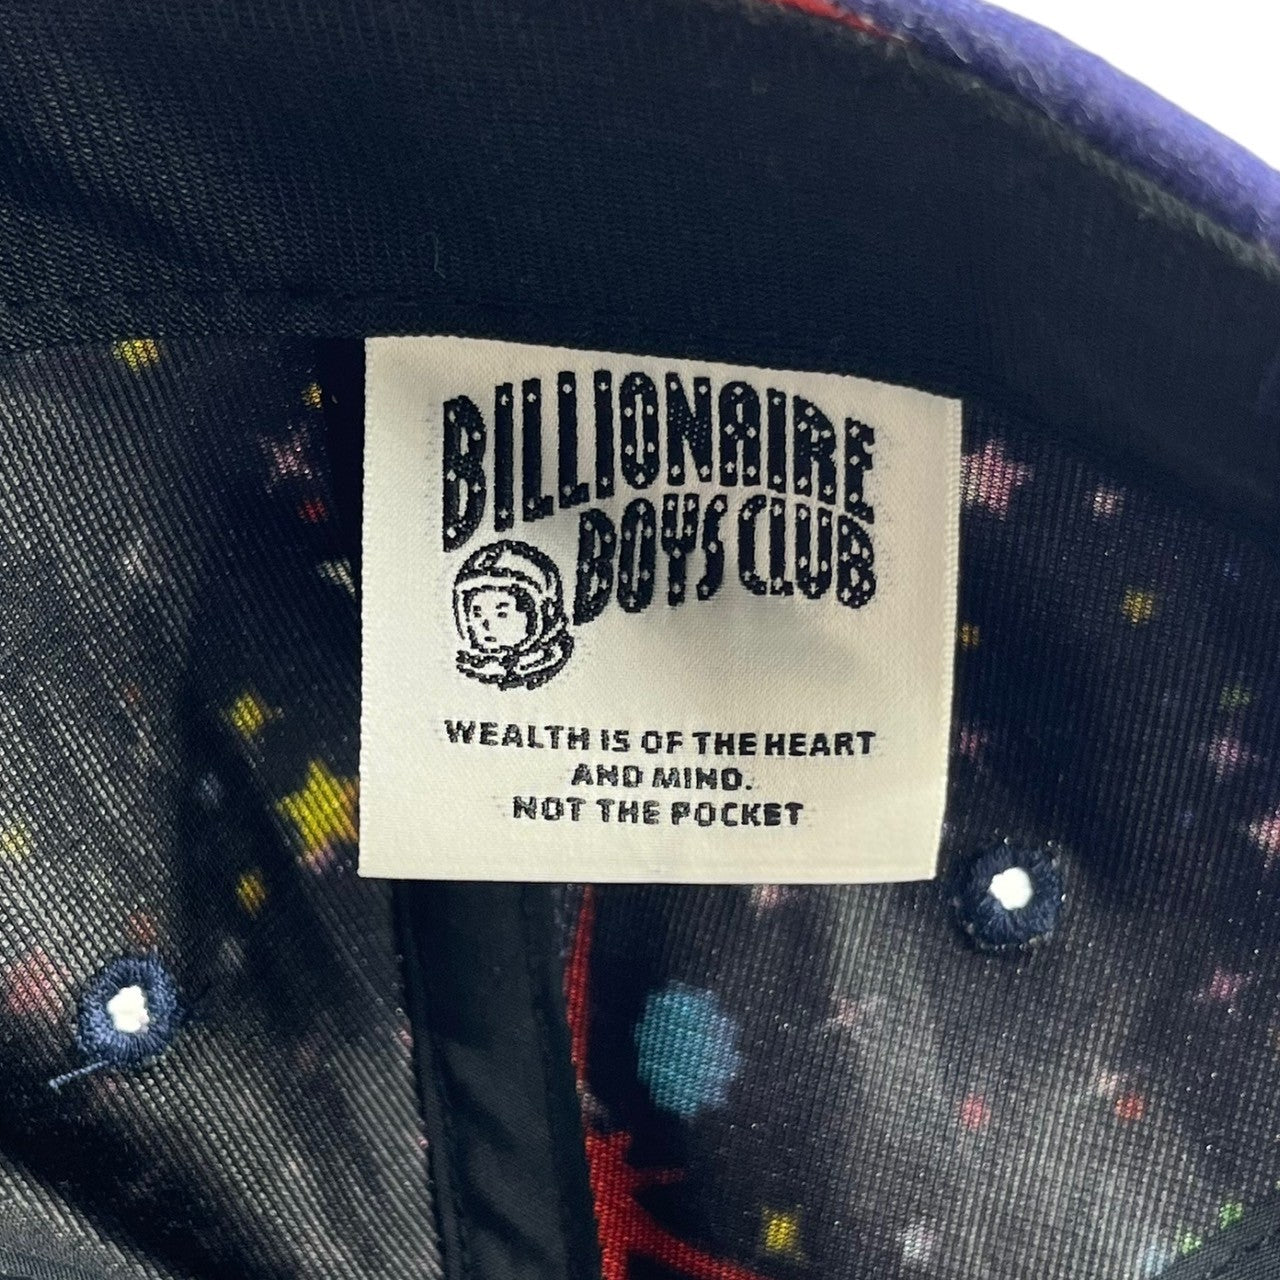 BILLIONAIRE
BOYS CLUB
WEALTH IS OF THE HEART
AND MIND.
NOT THE POCKET